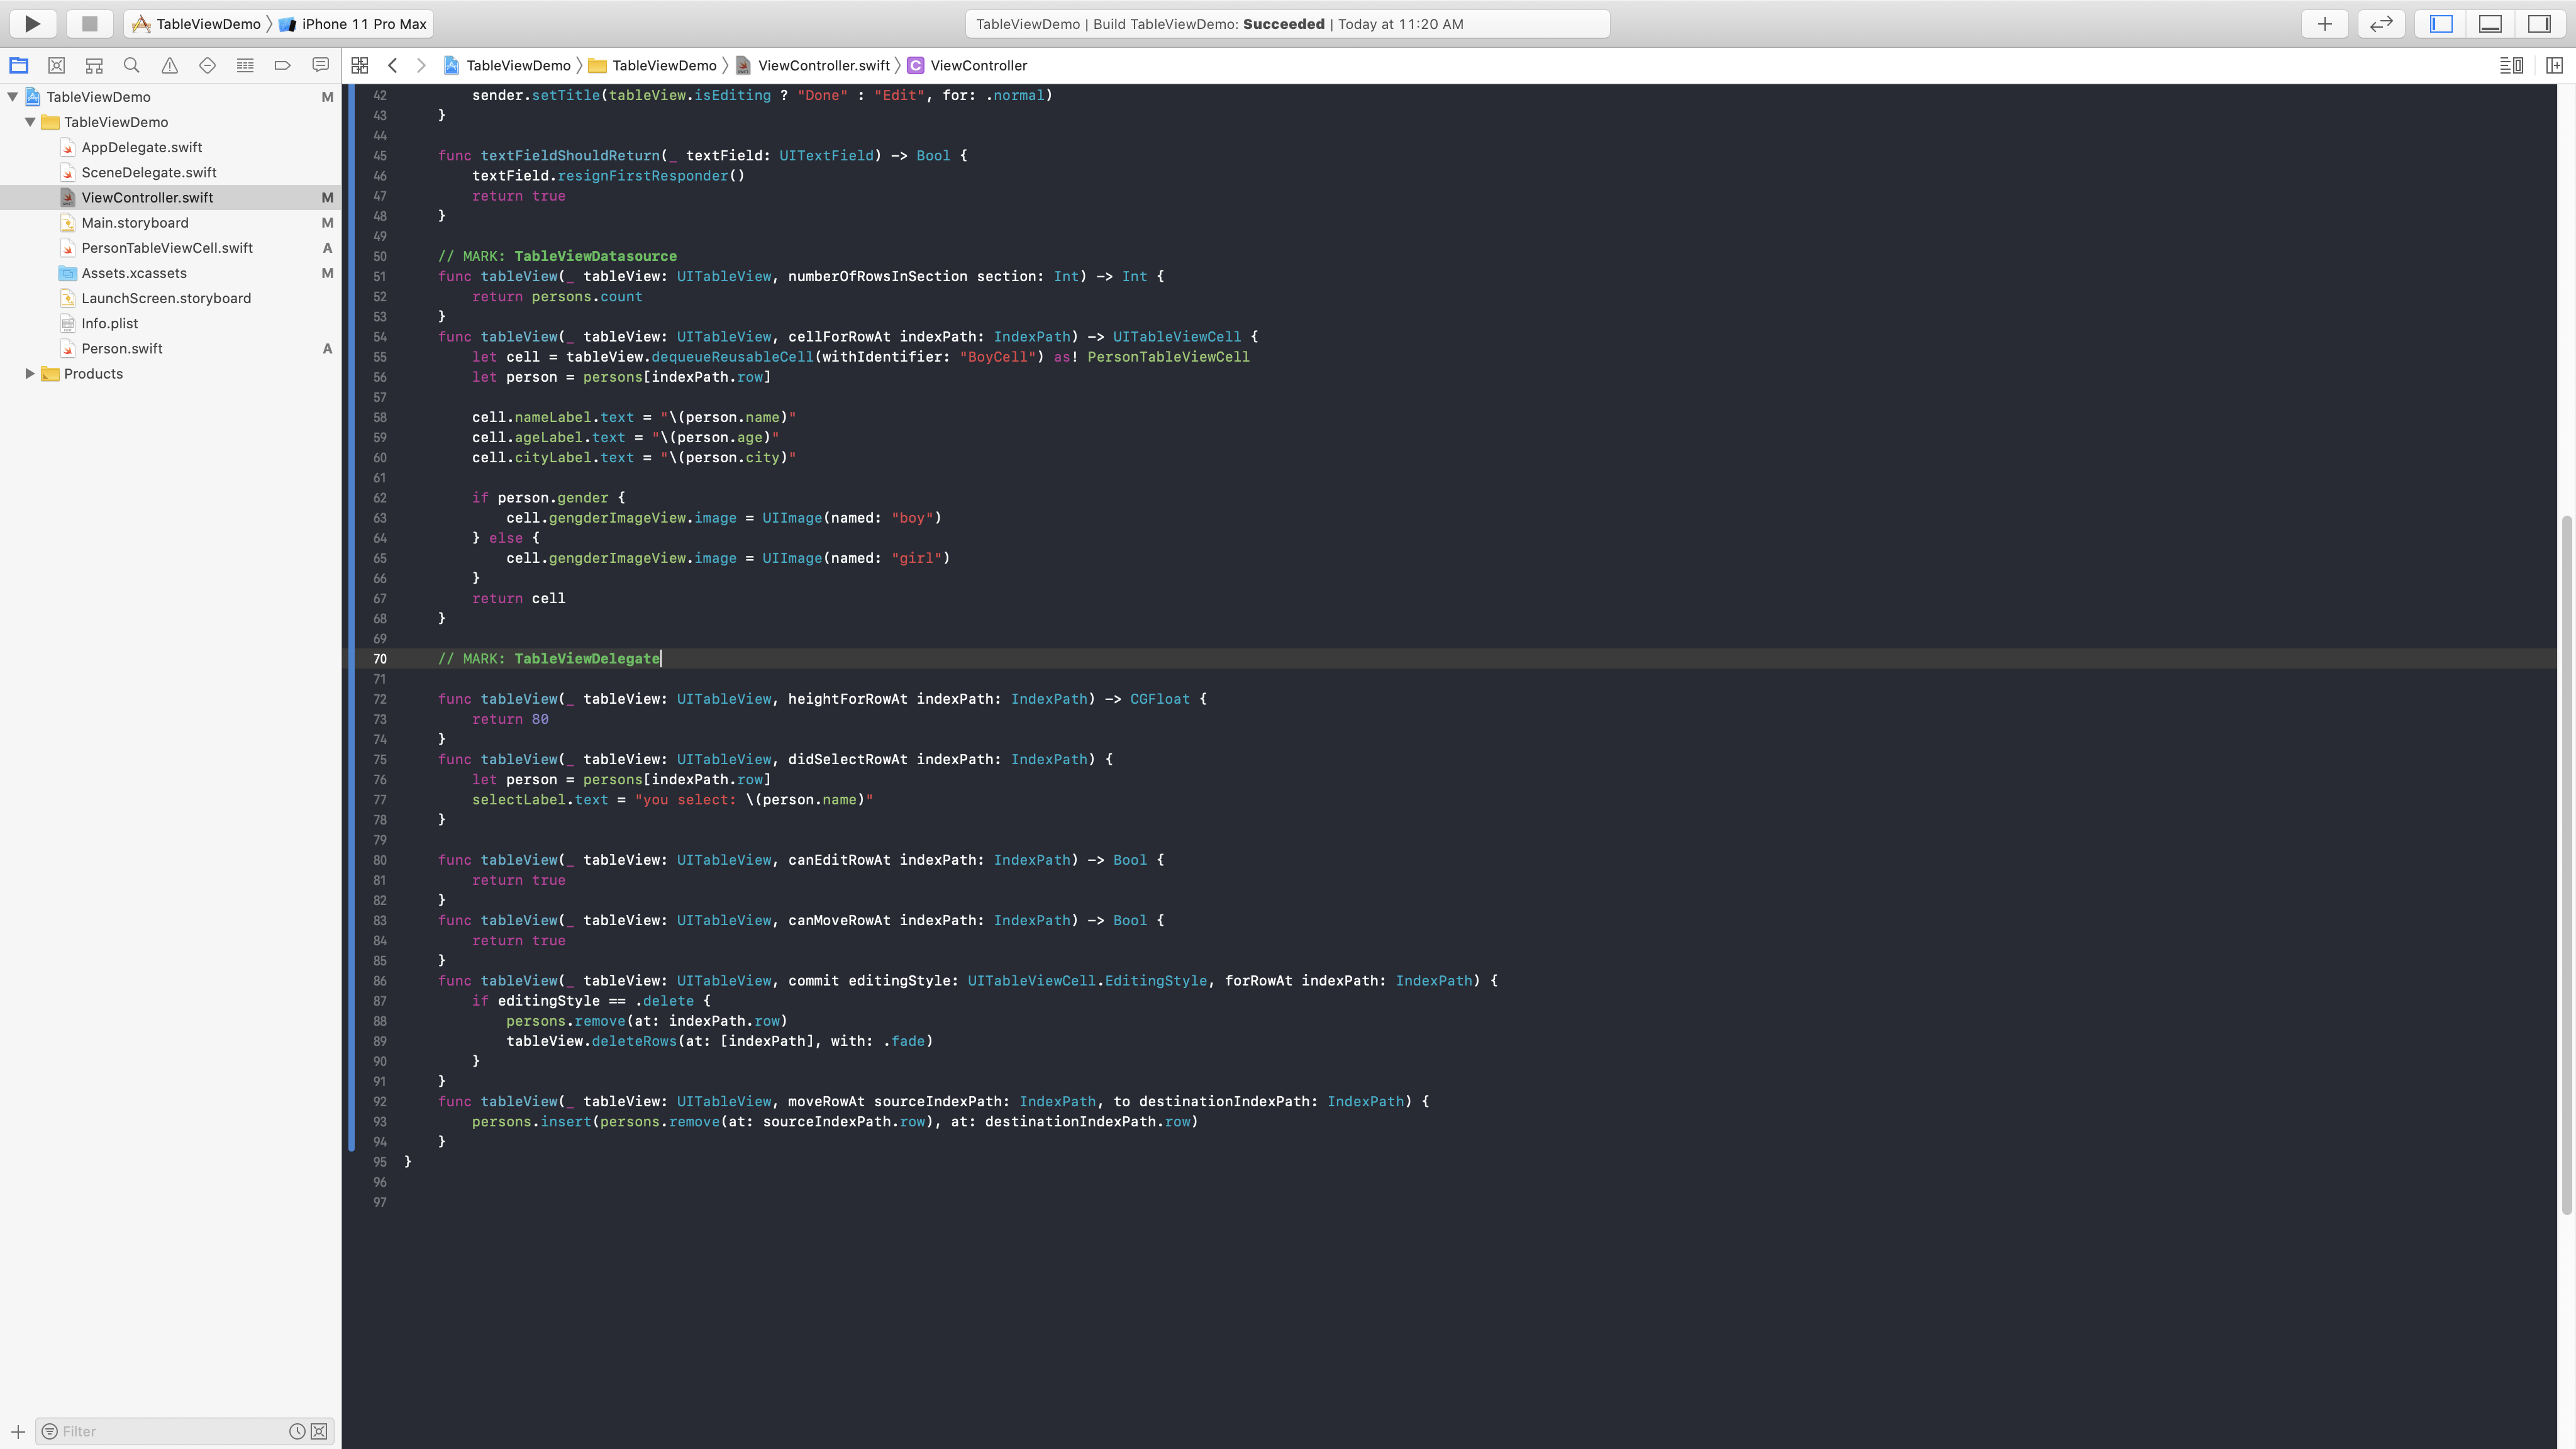 TableViewDemo 〉 iPhone 11 Pro Max
TableViewDemo | Build TableViewDemo: Succeeded | Today at 11:20 AM
TableViewDemo 〉 TableViewDemo 〉 ViewController.swift 〉 C ViewController
TableViewDemo M
TableViewDemo
AppDelegate.swift
SceneDelegate.swift
ViewController.swift M
Main.storyboard M
PersonTableViewCell.swift A
Assets.xcassets M
LaunchScreen.storyboard
Info.plist
Person.swift A
Products
Filter
42 sender.setTitle(tableView.isEditing ? "Done" : "Edit", for: .normal)
43 }
44
45 func textFieldShouldReturn(_ textField: UITextField) -> Bool {
46 textField.resignFirstResponder()
47 return true
48 }
49
50 // MARK: TableViewDatasource
51 func tableView(_ tableView: UITableView, numberOfRowsInSection section: Int) -> Int {
52 return persons.count
53 }
54 func tableView(_ tableView: UITableView, cellForRowAt indexPath: IndexPath) -> UITableViewCell {
55 let cell = tableView.dequeueReusableCell(withIdentifier: "BoyCell") as! PersonTableViewCell
56 let person = persons[indexPath.row]
57
58 cell.nameLabel.text = "\(person.name)"
59 cell.ageLabel.text = "\(person.age)"
60 cell.cityLabel.text = "\(person.city)"
61
62 if person.gender {
63 cell.gengderImageView.image = UIImage(named: "boy")
64 } else {
65 cell.gengderImageView.image = UIImage(named: "girl")
66 }
67 return cell
68 }
69
70 // MARK: TableViewDelegate
71
72 func tableView(_ tableView: UITableView, heightForRowAt indexPath: IndexPath) -> CGFloat {
73 return 80
74 }
75 func tableView(_ tableView: UITableView, didSelectRowAt indexPath: IndexPath) {
76 let person = persons[indexPath.row]
77 selectLabel.text = "you select: \(person.name)"
78 }
79
80 func tableView(_ tableView: UITableView, canEditRowAt indexPath: IndexPath) -> Bool {
81 return true
82 }
83 func tableView(_ tableView: UITableView, canMoveRowAt indexPath: IndexPath) -> Bool {
84 return true
85 }
86 func tableView(_ tableView: UITableView, commit editingStyle: UITableViewCell.EditingStyle, forRowAt indexPath: IndexPath) {
87 if editingStyle == .delete {
88 persons.remove(at: indexPath.row)
89 tableView.deleteRows(at: [indexPath], with: .fade)
90 }
91 }
92 func tableView(_ tableView: UITableView, moveRowAt sourceIndexPath: IndexPath, to destinationIndexPath: IndexPath) {
93 persons.insert(persons.remove(at: sourceIndexPath.row), at: destinationIndexPath.row)
94 }
95 }
96
97